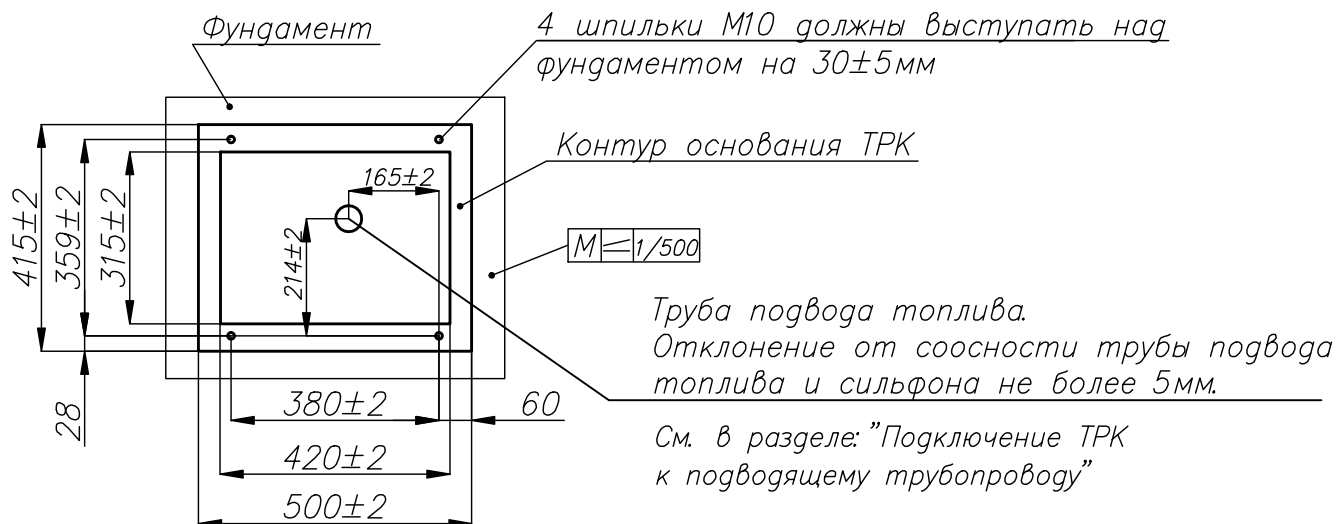 Фундамент
4 шпильки М10 должны выступать над
фундаментом на 30±5мм
Контур основания ТРК
165±2
415±2
359±2
315±2
214±2
М 1/500
Труба подвода топлива.
Отклонение от соосности трубы подвода
топлива и сильфона не более 5мм.
28
380±2
60
См. в разделе: "Подключение ТРК
к подводящему трубопроводу"
420±2
500±2